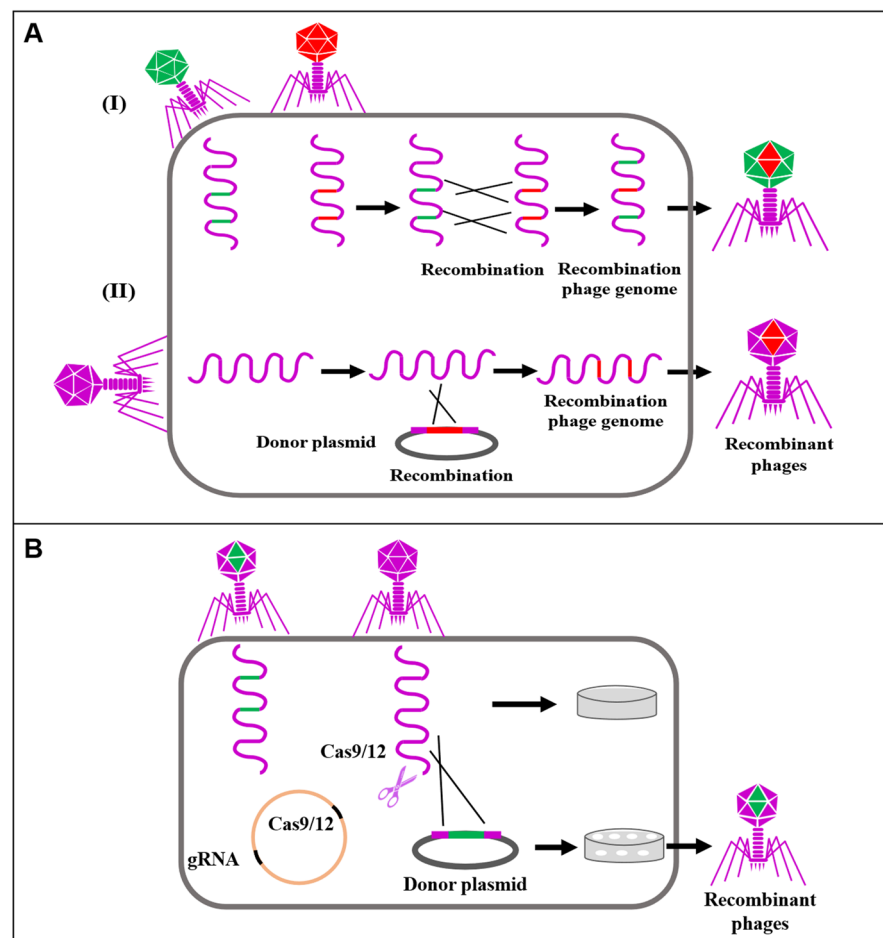 A
(I)
Recombination
Recombination
phage genome
(II)
Donor plasmid
Recombination
Recombination
phage genome
Recombinant
phages
B
Cas9/12
Cas9/12
gRNA
Donor plasmid
Recombinant
phages